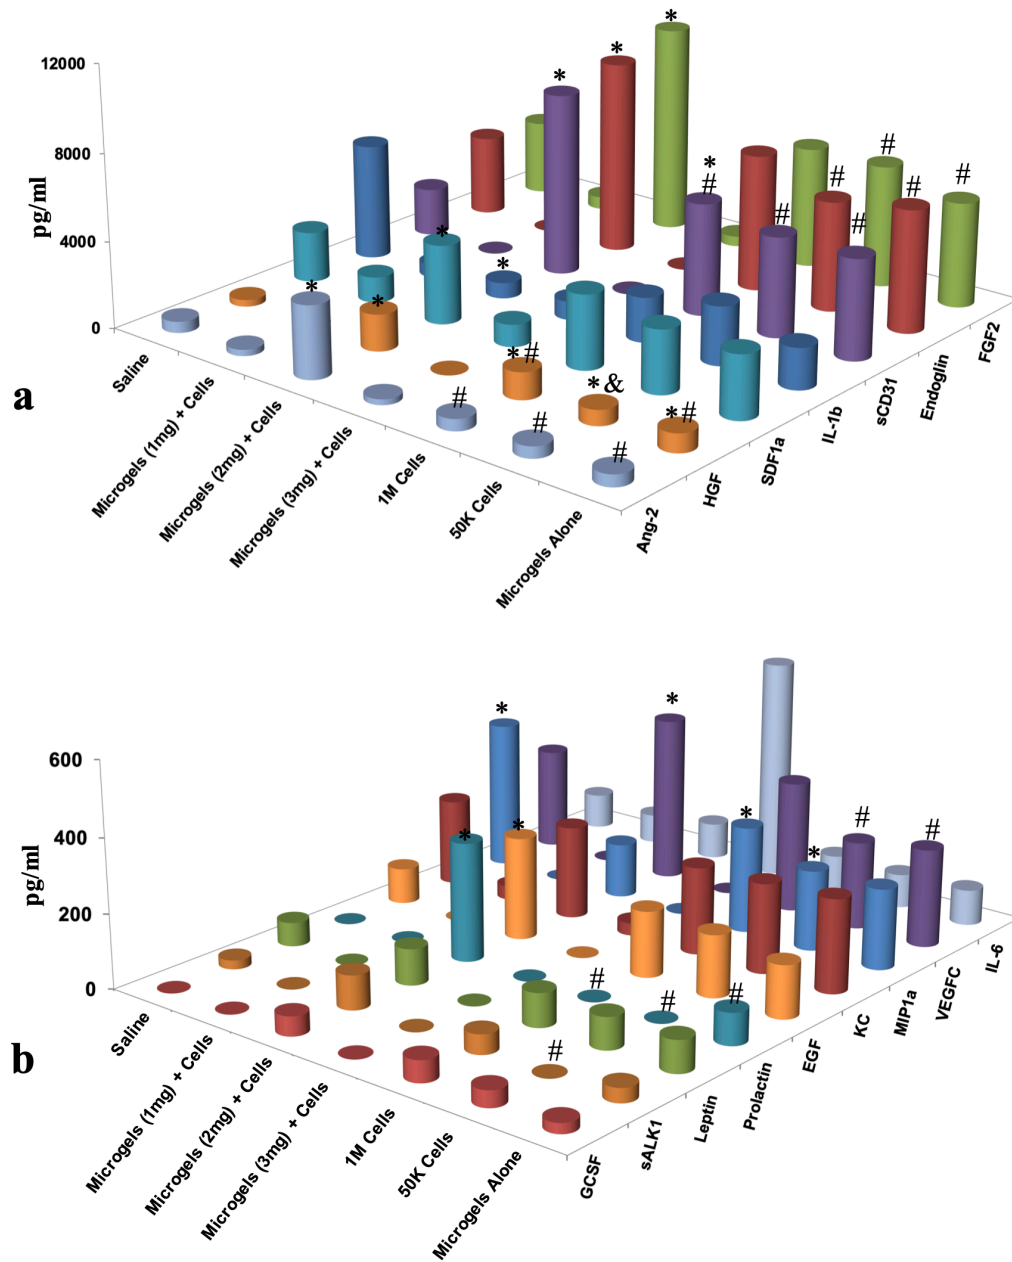 *
*
*
12000
8000
4000
0
pg/ml
*
#
#
#
#
#
#
#
*
*
*
*
*#
*&
*#
#
#
#
Saline
Microgels (1mg) + Cells
Microgels (2mg) + Cells
Microgels (3mg) + Cells
1M Cells
50K Cells
Microgels Alone
Ang-2
HGF
SDF1a
IL-1b
sCD31
Endoglin
FGF2
a
*
*
600
400
200
0
pg/ml
*
*
*
*
#
#
#
#
#
#
Saline
Microgels (1mg) + Cells
Microgels (2mg) + Cells
Microgels (3mg) + Cells
1M Cells
50K Cells
Microgels Alone
GCSF
sALK1
Leptin
Prolactin
EGF
KC
MIP1a
VEGFC
IL-6
b